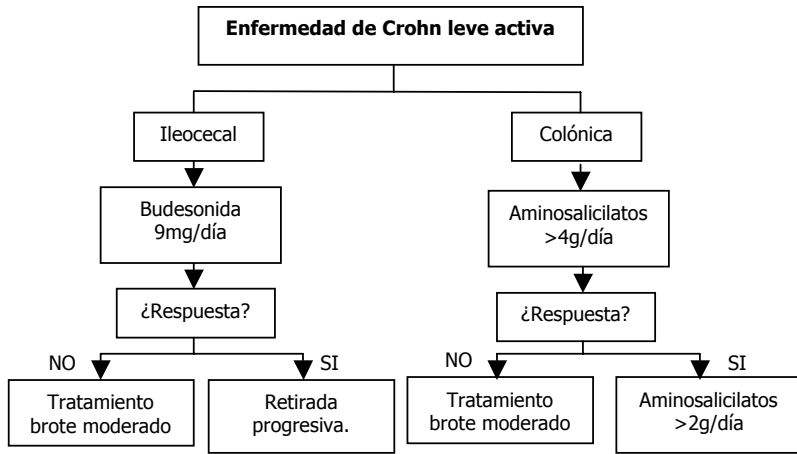 Enfermedad de Crohn leve activa
Ileocecal
Colónica
Budesonida
9mg/día
Aminosalicilatos
>4g/día
¿Respuesta?
¿Respuesta?
NO
SI
NO
SI
Tratamiento
brote moderado
Retirada
progresiva.
Tratamiento
brote moderado
Aminosalicilatos
>2g/día